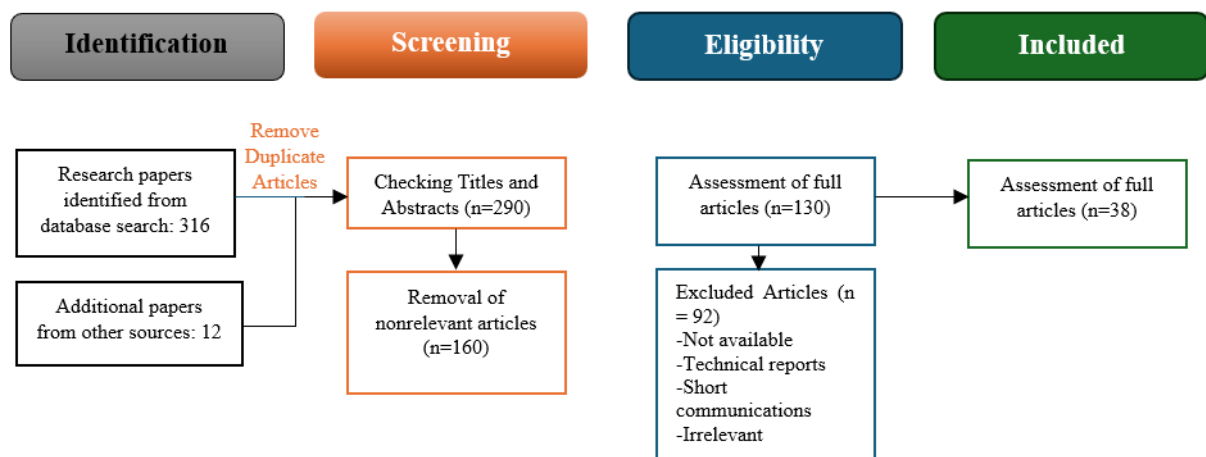 Identification
Screening
Eligibility
Included
Research papers
identified from
database search: 316
Additional papers
from other sources: 12
Remove
Duplicate
Articles
Checking Titles and
Abstracts (n=290)
Removal of
nonrelevant articles
(n=160)
Assessment of full
articles (n=130)
Excluded Articles (n
= 92)
-Not available
-Technical reports
-Short
communications
-Irrelevant
Assessment of full
articles (n=38)